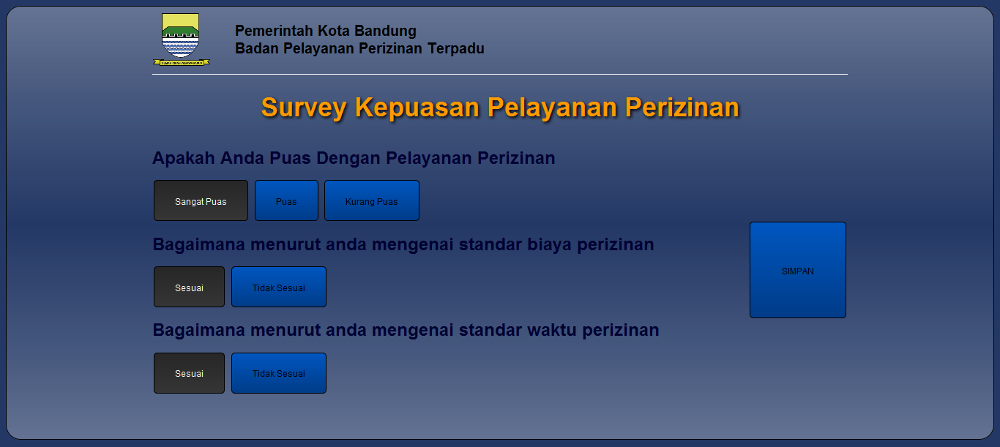 Pemerintah Kota Bandung
Badan Pelayanan Perizinan Terpadu
Survey Kepuasan Pelayanan Perizinan
Apakah Anda Puas Dengan Pelayanan Perizinan
Sangat Puas Puas Kurang Puas
Bagaimana menurut anda mengenai standar biaya perizinan
SIMPAN
Sesuai Tidak Sesuai
Bagaimana menurut anda mengenai standar waktu perizinan
Sesuai Tidak Sesuai